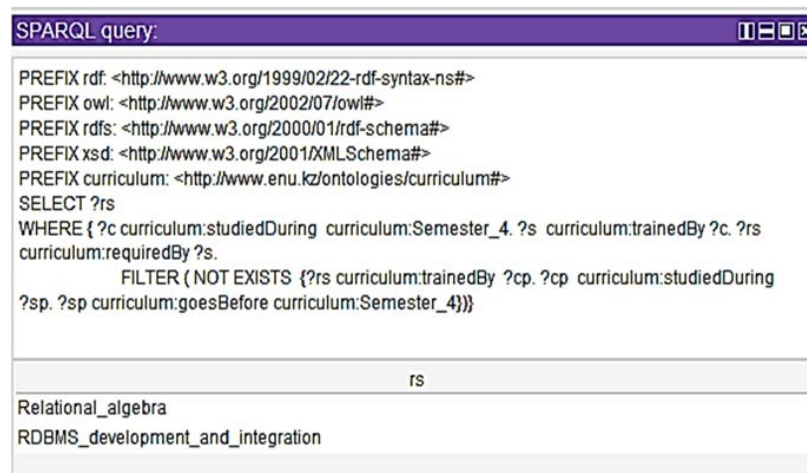 SPARQL query:
PREFIX rdf: <http://www.w3.org/1999/02/22-rdf-syntax-ns#>
PREFIX owl: <http://www.w3.org/2002/07/owl#>
PREFIX rdfs: <http://www.w3.org/2000/01/rdf-schema#>
PREFIX xsd: <http://www.w3.org/2001/XMLSchema#>
PREFIX curriculum: <http://www.enu.kz/ontologies/curriculum#>
SELECT ?rs
WHERE { ?c curriculum:studiedDuring curriculum:Semester_4. ?s curriculum:trainedBy ?c. ?rs
curriculum:requiredBy ?s.
FILTER ( NOT EXISTS {?rs curriculum:trainedBy ?cp. ?cp curriculum:studiedDuring
?sp. ?sp curriculum:goesBefore curriculum:Semester_4})}
rs
Relational_algebra
RDBMS_development_and_integration